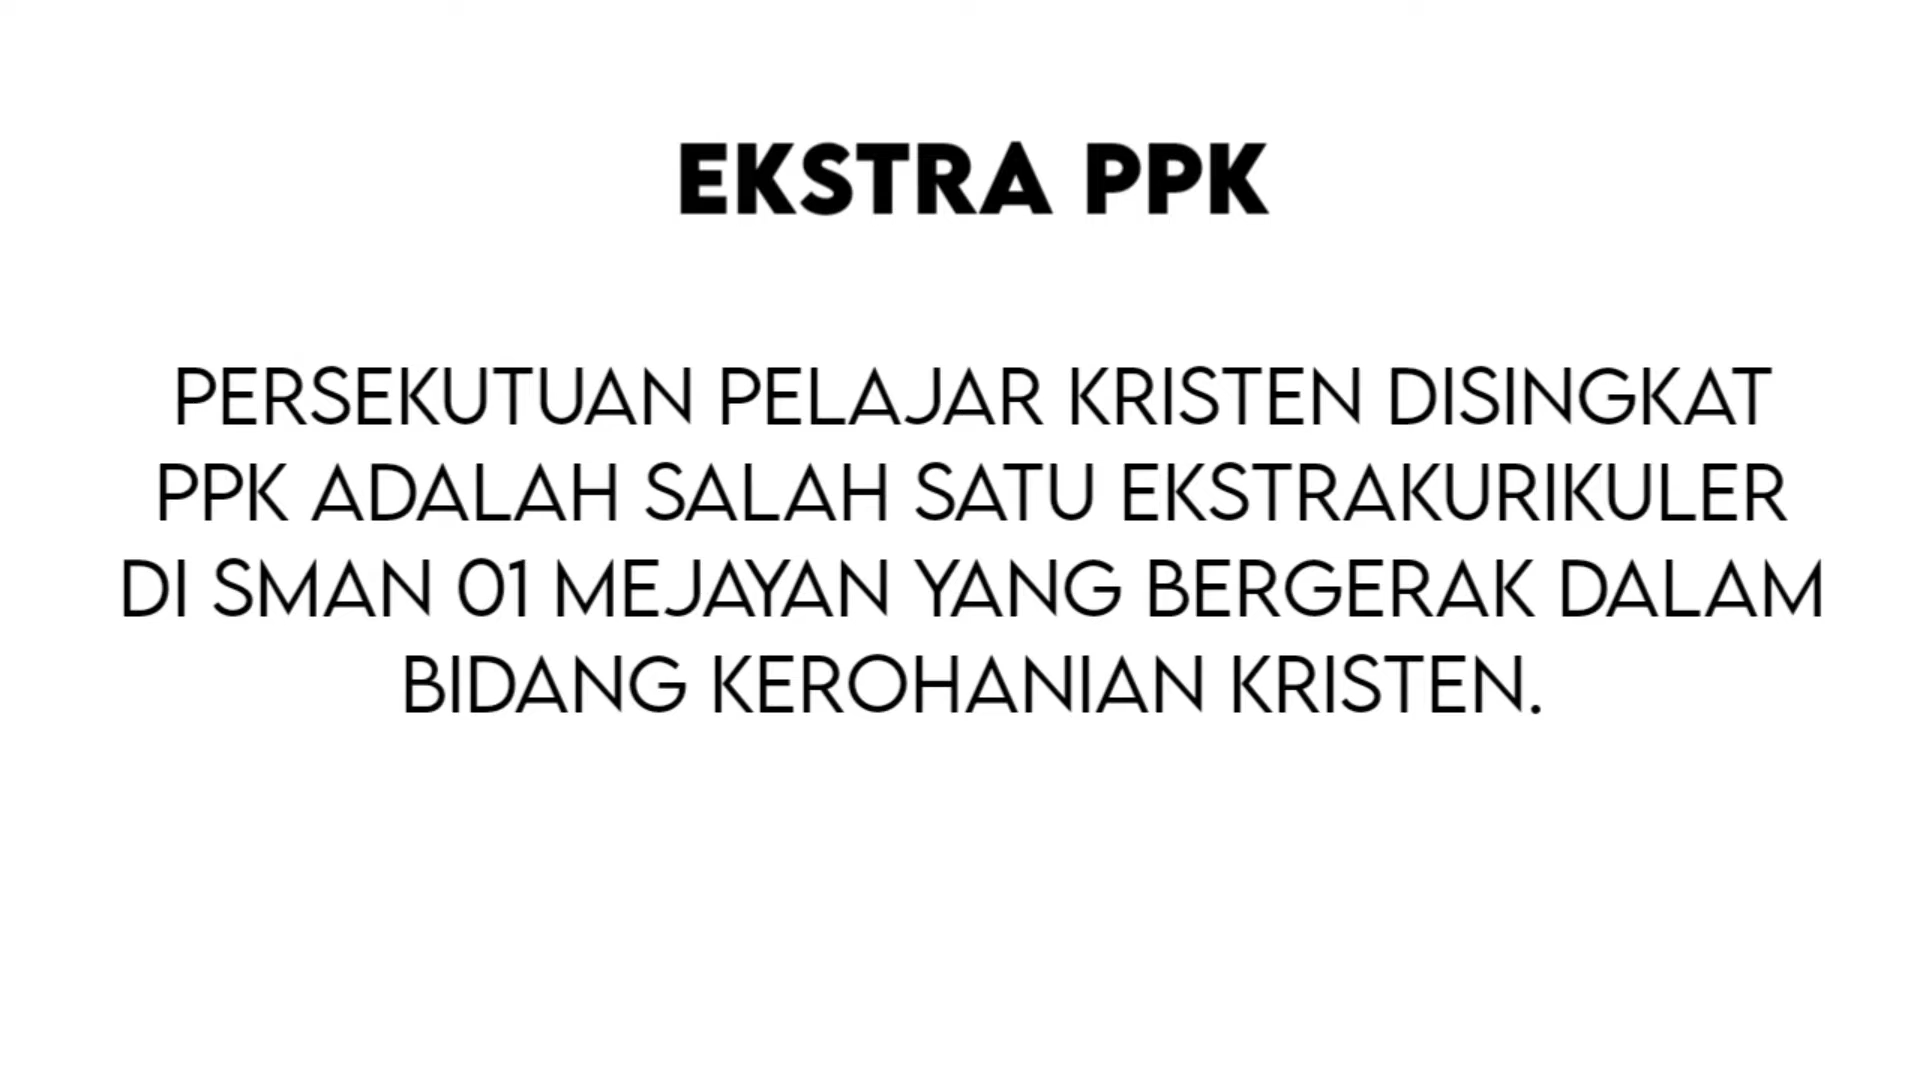 EKSTRA PPK
PERSEKUTUAN PELAJAR KRISTEN DISINGKAT
PPK ADALAH SALAH SATU EKSTRAKURIKULER
DI SMAN 01 MEJAYAN YANG BERGERAK DALAM
BIDANG KEROHANIAN KRISTEN.